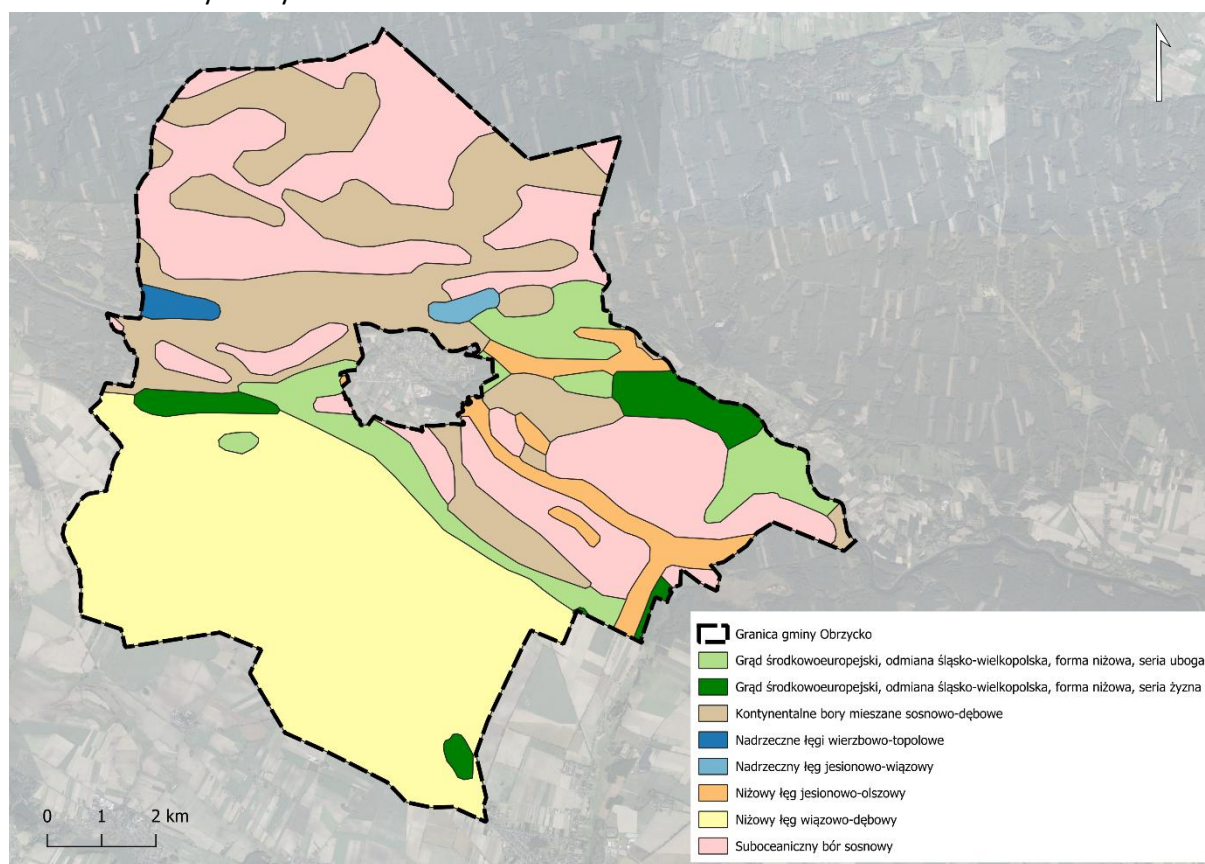 Granica gminy Obrzycko
Grąd środkowoeuropejski, odmiana śląsko-wielkopolska, forma niżowa, seria uboga
Grąd środkowoeuropejski, odmiana śląsko-wielkopolska, forma niżowa, seria żyzna
Kontynentalne bory mieszane sosnowo-dębowe
Nadrzeczne łęgi wierzbowo-topolowe
Nadrzeczny łęg jesionowo-wiązowy
Niżowy łęg jesionowo-olszowy
Niżowy łęg wiązowo-dębowy
Suboceaniczny bór sosnowy
0 1 2 km